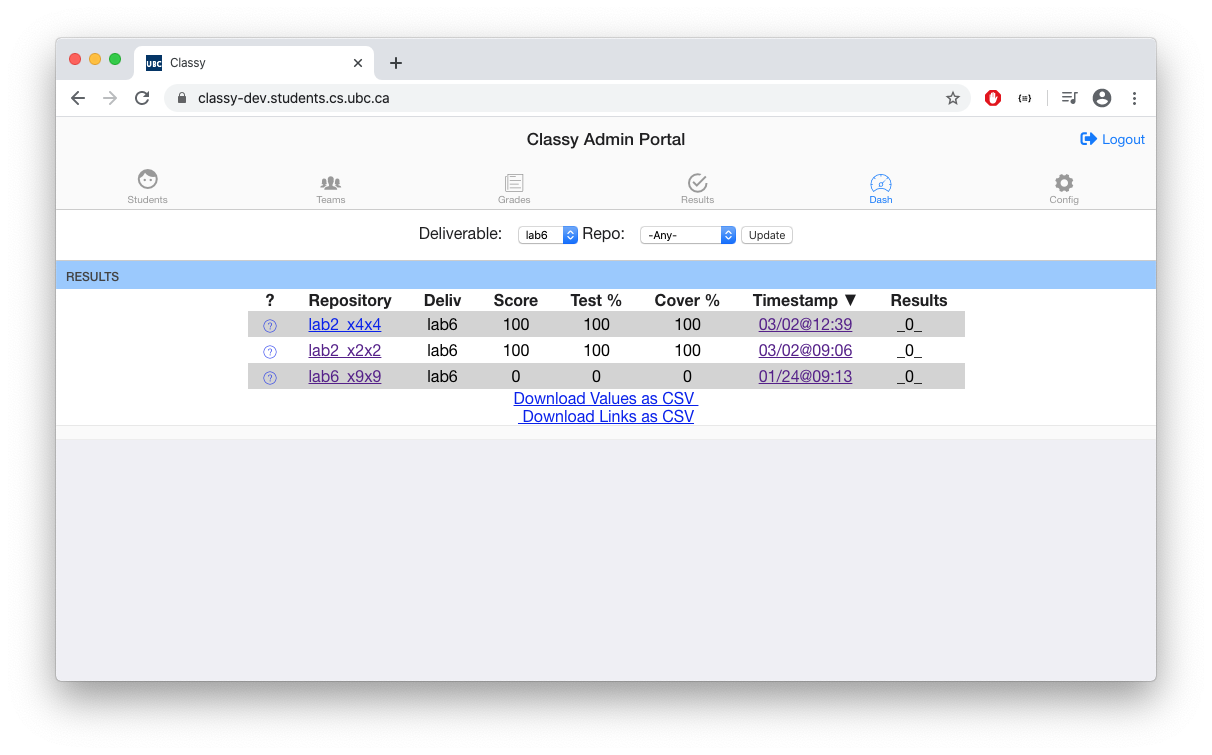 UBC Classy
classy-dev.students.cs.ubc.ca
Classy Admin Portal
Logout
Students Teams Grades Results Dash Config
Deliverable: lab6 Repo: -Any- Update
RESULTS
? Repository Deliv Score Test % Cover % Timestamp ▼ Results
? lab2_x4x4 lab6 100 100 100 03/02@12:39 _0_
? lab2_x2x2 lab6 100 100 100 03/02@09:06 _0_
? lab6_x9x9 lab6 0 0 0 01/24@09:13 _0_
Download Values as CSV
Download Links as CSV